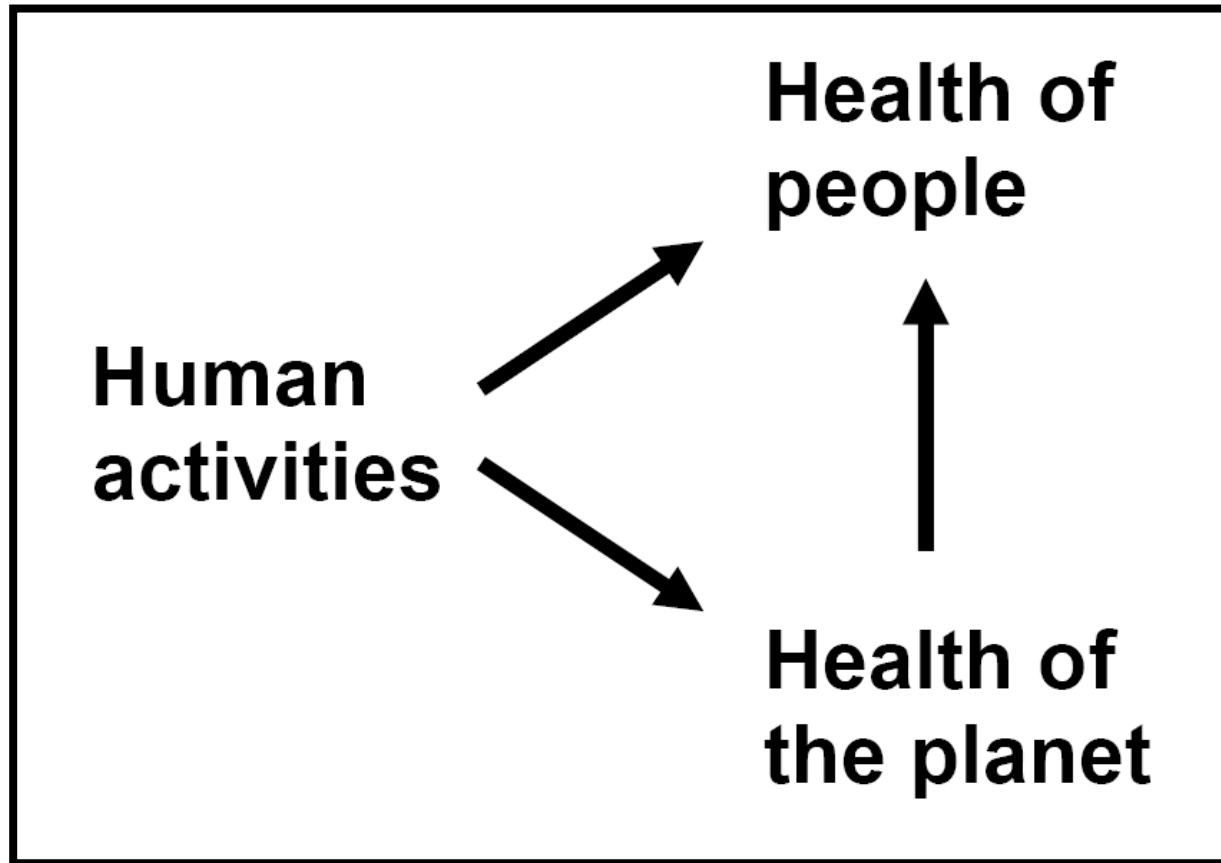 Health of
people
Human
activities
Health of
the planet